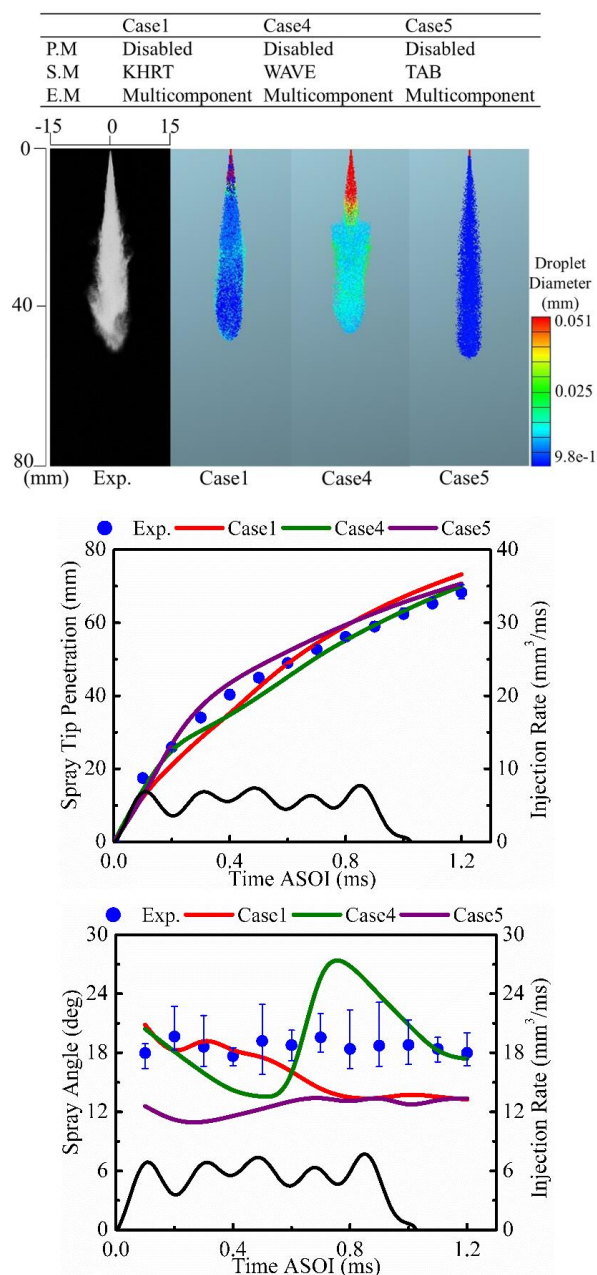 Case1 Case4 Case5
P.M Disabled Disabled Disabled
S.M KHRT WAVE TAB
E.M Multicomponent Multicomponent Multicomponent
-15 0 15
0
40
80
(mm) Exp. Case1 Case4 Case5
Droplet
Diameter
(mm)
0.051
0.025
9.8e-1
Exp. Case1 Case4 Case5
80
60
40
20
0
Spray Tip Penetration (mm)
40
30
20
10
0
Injection Rate (mm³/ms)
0.0 0.4 0.8 1.2
Time ASOI (ms)
Exp. Case1 Case4 Case5
30
24
18
12
6
0
Spray Angle (deg)
30
24
18
12
6
0
Injection Rate (mm³/ms)
0.0 0.4 0.8 1.2
Time ASOI (ms)